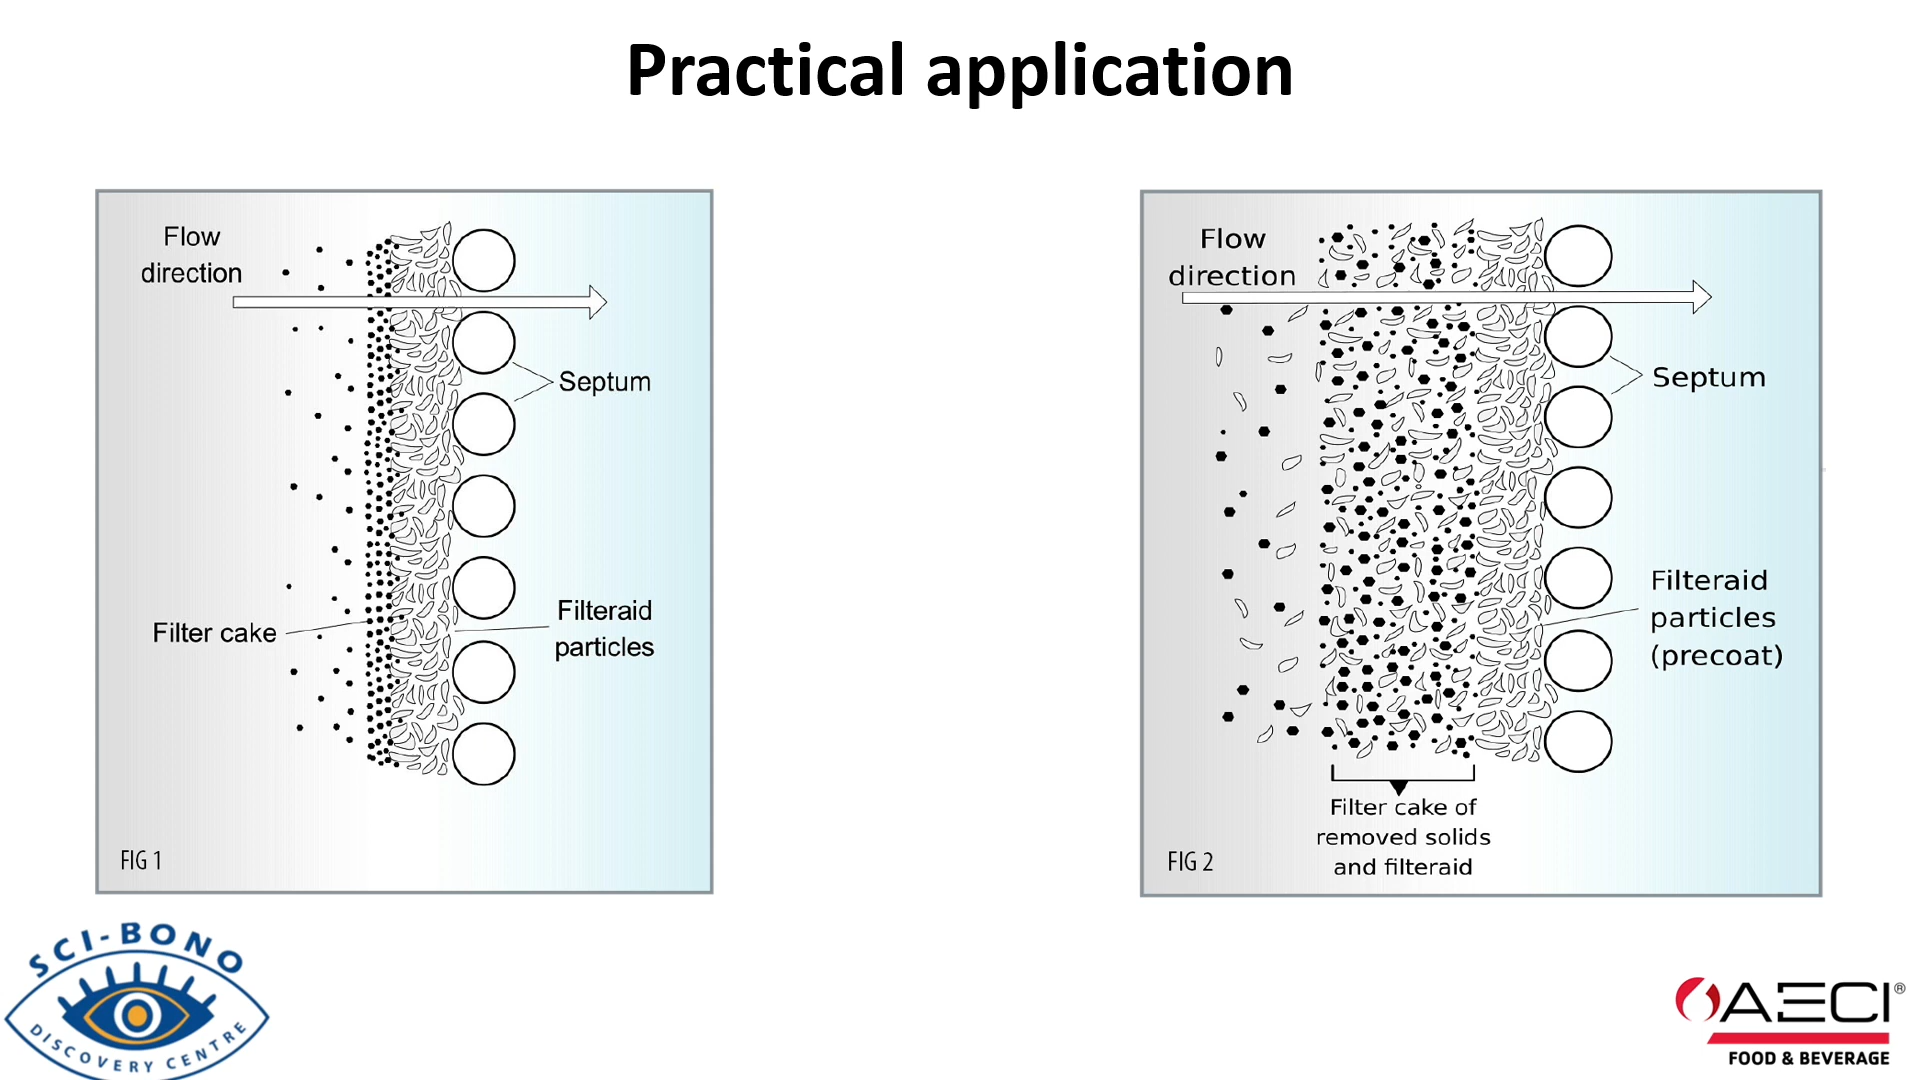 Practical application
Flow
direction
Septum
Filter cake
Filteraid
particles
FIG 1
Flow
direction
Septum
Filteraid
particles
(precoat)
Filter cake of
removed solids
and filteraid
FIG 2
SCI-BONO
DISCOVERY CENTRE
AECI®
FOOD & BEVERAGE